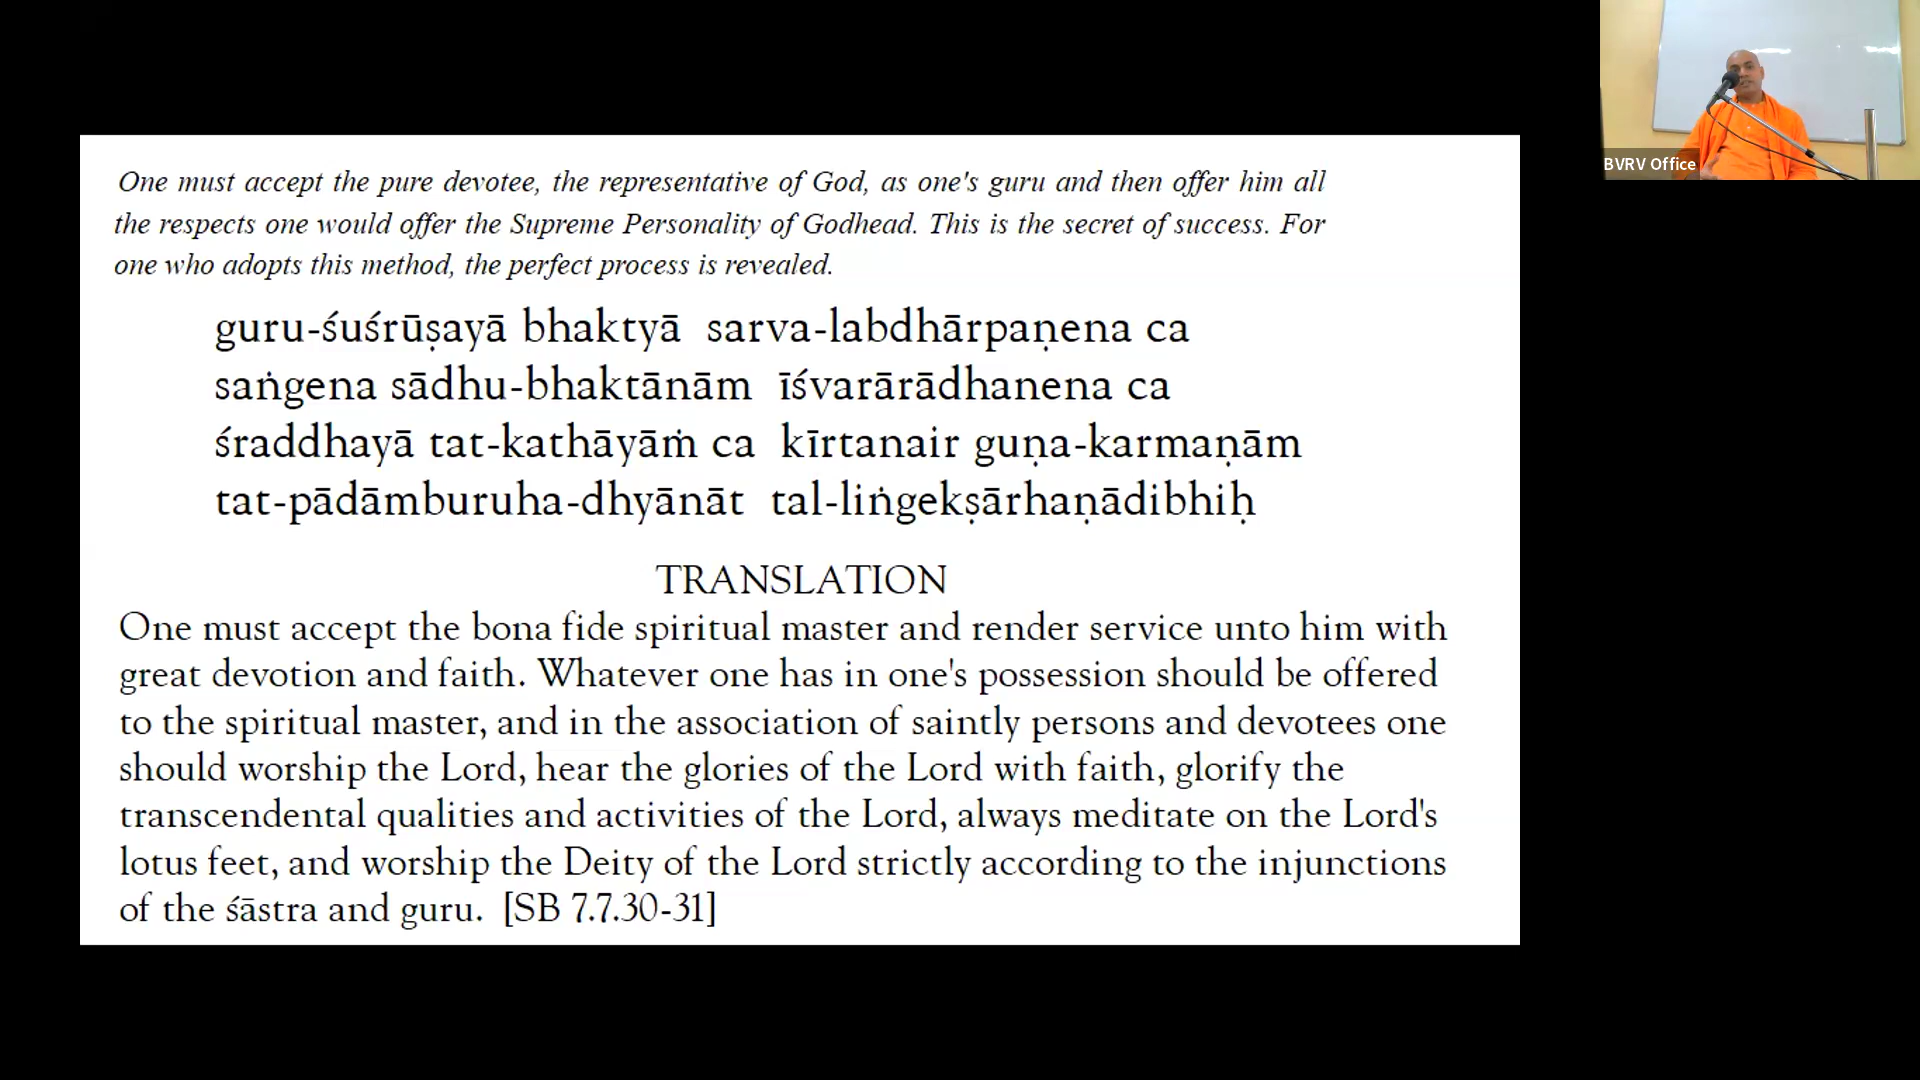 One must accept the pure devotee, the representative of God, as one's guru and then offer him all
the respects one would offer the Supreme Personality of Godhead. This is the secret of success. For
one who adopts this method, the perfect process is revealed.
guru-śuśrūṣayā bhaktyā sarva-labdhārpaṇena ca
saṅgena sādhu-bhaktānām īśvarārādhanena ca
śraddhayā tat-kathāyāṁ ca kīrtanair guṇa-karmaṇām
tat-pādāmburuha-dhyānāt tal-liṅgekṣārhaṇādibhiḥ
TRANSLATION
One must accept the bona fide spiritual master and render service unto him with
great devotion and faith. Whatever one has in one's possession should be offered
to the spiritual master, and in the association of saintly persons and devotees one
should worship the Lord, hear the glories of the Lord with faith, glorify the
transcendental qualities and activities of the Lord, always meditate on the Lord's
lotus feet, and worship the Deity of the Lord strictly according to the injunctions
of the śāstra and guru. [SB 7.7.30-31]
BVRV Office